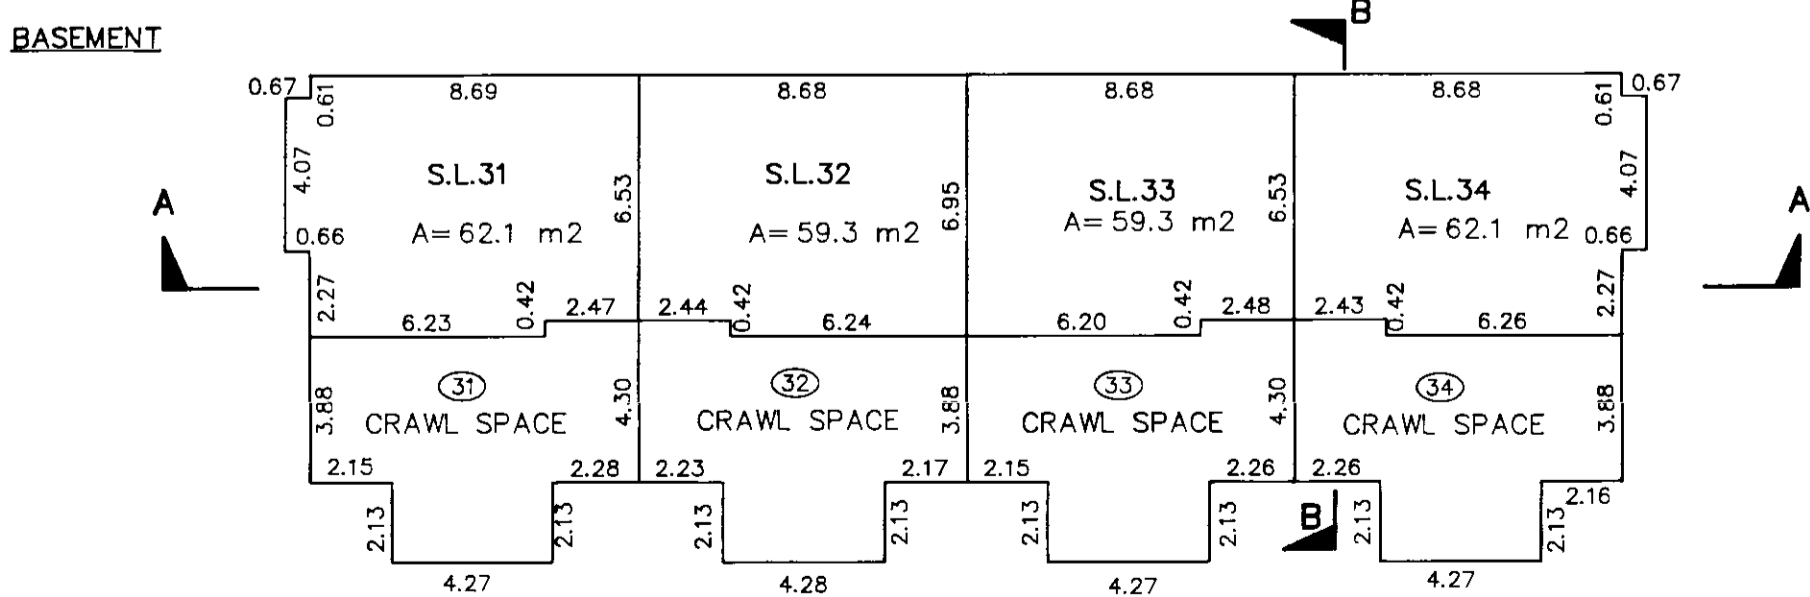 B
BASEMENT
0.67 8.69 8.68 8.68 8.68 0.67
0.61 0.61
4.07 S.L.31 S.L.32 S.L.33 S.L.34 4.07
A 6.53 6.95 6.53 A
A= 62.1 m2 A= 59.3 m2 A= 59.3 m2 A= 62.1 m2
0.66 0.66
2.27 0.42 2.47 2.44 0.42 0.42 2.48 2.43 0.42 2.27
6.23 6.24 6.20 6.26
31 32 33 34
3.88 4.30 3.88 4.30 3.88
CRAWL SPACE CRAWL SPACE CRAWL SPACE CRAWL SPACE
2.15 2.28 2.23 2.17 2.15 2.26 2.26 2.16
2.13 2.13 2.13 2.13 2.13 2.13 B 2.13 2.13
4.27 4.28 4.27 4.27